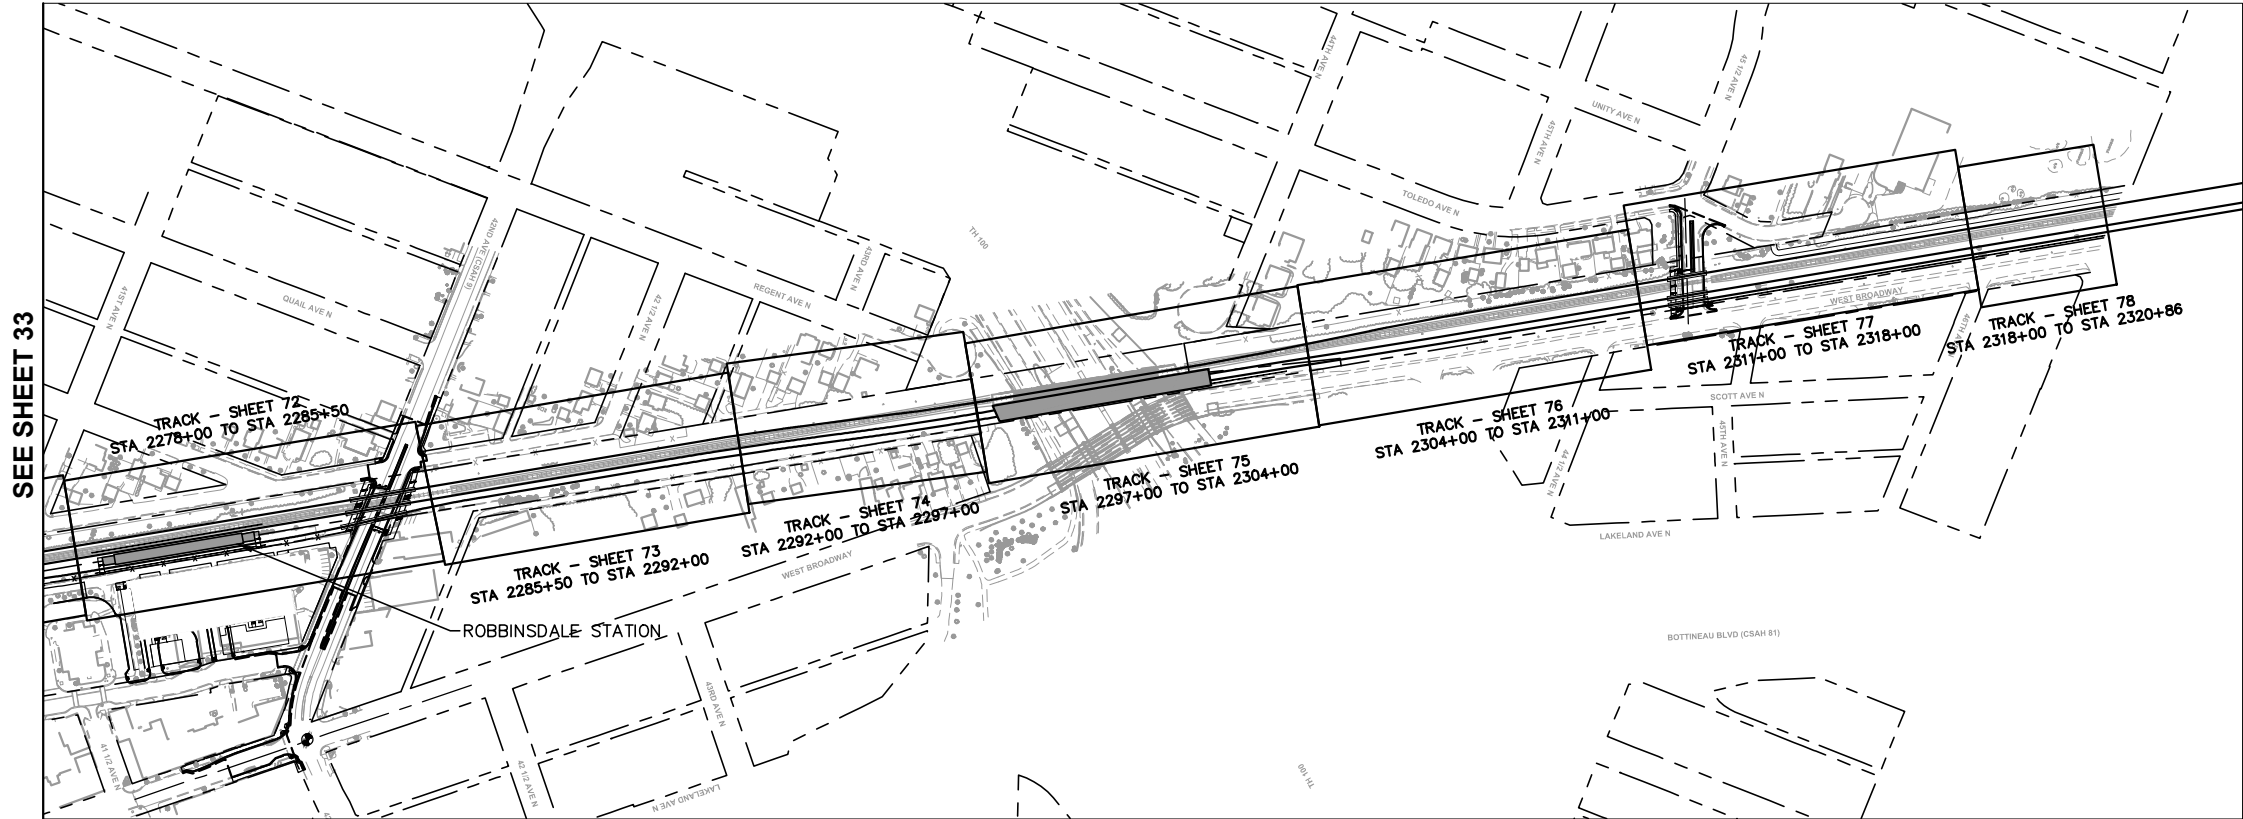 SEE SHEET 33
44TH AVE N
45 1/2 AVE N
UNITY AVE N
45TH AVE N
TOLEDO AVE N
TH 100
42ND AVE (CSAH 9)
43RD AVE N
REGENT AVE N
QUAIL AVE N
41ST AVE N
42 1/2 AVE N
WEST BROADWAY
46TH AVE N
TRACK - SHEET 78
STA 2318+00 TO STA 2320+86
TRACK - SHEET 77
STA 2311+00 TO STA 2318+00
TRACK - SHEET 72
STA 2278+00 TO STA 2285+50
SCOTT AVE N
TRACK - SHEET 76
STA 2304+00 TO STA 2311+00
45TH AVE N
44 1/2 AVE N
TRACK - SHEET 75
STA 2297+00 TO STA 2304+00
TRACK - SHEET 74
STA 2292+00 TO STA 2297+00
LAKELAND AVE N
TRACK - SHEET 73
STA 2285+50 TO STA 2292+00
WEST BROADWAY
ROBBINSDALE STATION
BOTTINEAU BLVD (CSAH 81)
43RD AVE N
41 1/2 AVE N
42 1/2 AVE N
TH 100
LAKELAND AVE N